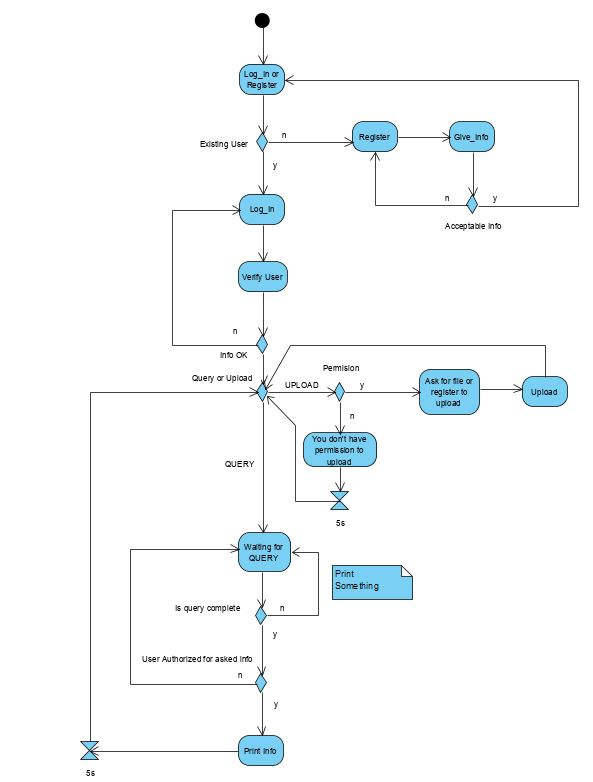 Log_In or
Register
n
Existing User
Register
Give_Info
y
n
y
Log_In
Acceptable Info
Verify User
n
Info OK
Query or Upload
UPLOAD
Permision
y
Ask for file or
register to
upload
Upload
n
You don't have
permission to
upload
QUERY
5s
Waiting for
QUERY
Print
Something
Is query complete
n
y
User Authorized for asked Info
n
y
Print Info
5s